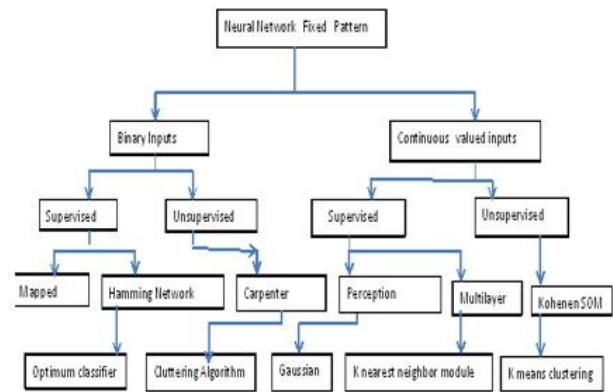 Neural Network Fixed Pattern
Binary Inputs
Continuous valued inputs
Supervised
Unsupervised
Supervised
Unsupervised
Mapped
Hamming Network
Carpenter
Perception
Multilayer
Kohenen SOM
Optimum classifier
Cluttering Algorithm
Gaussian
K nearest neighbor module
K means clustering